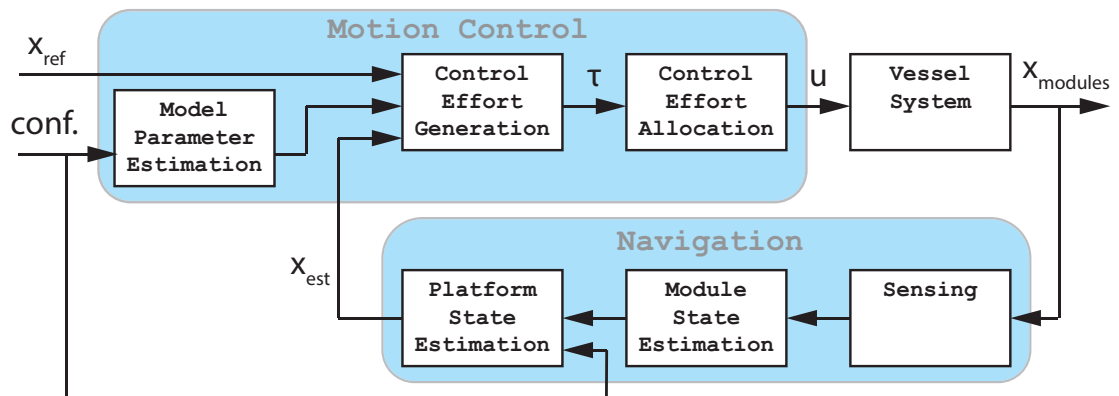 Motion Control
x_ref
Control
Effort
Generation
τ
Control
Effort
Allocation
u
Vessel
System
x_modules
conf.
Model
Parameter
Estimation
Navigation
x_est
Platform
State
Estimation
Module
State
Estimation
Sensing